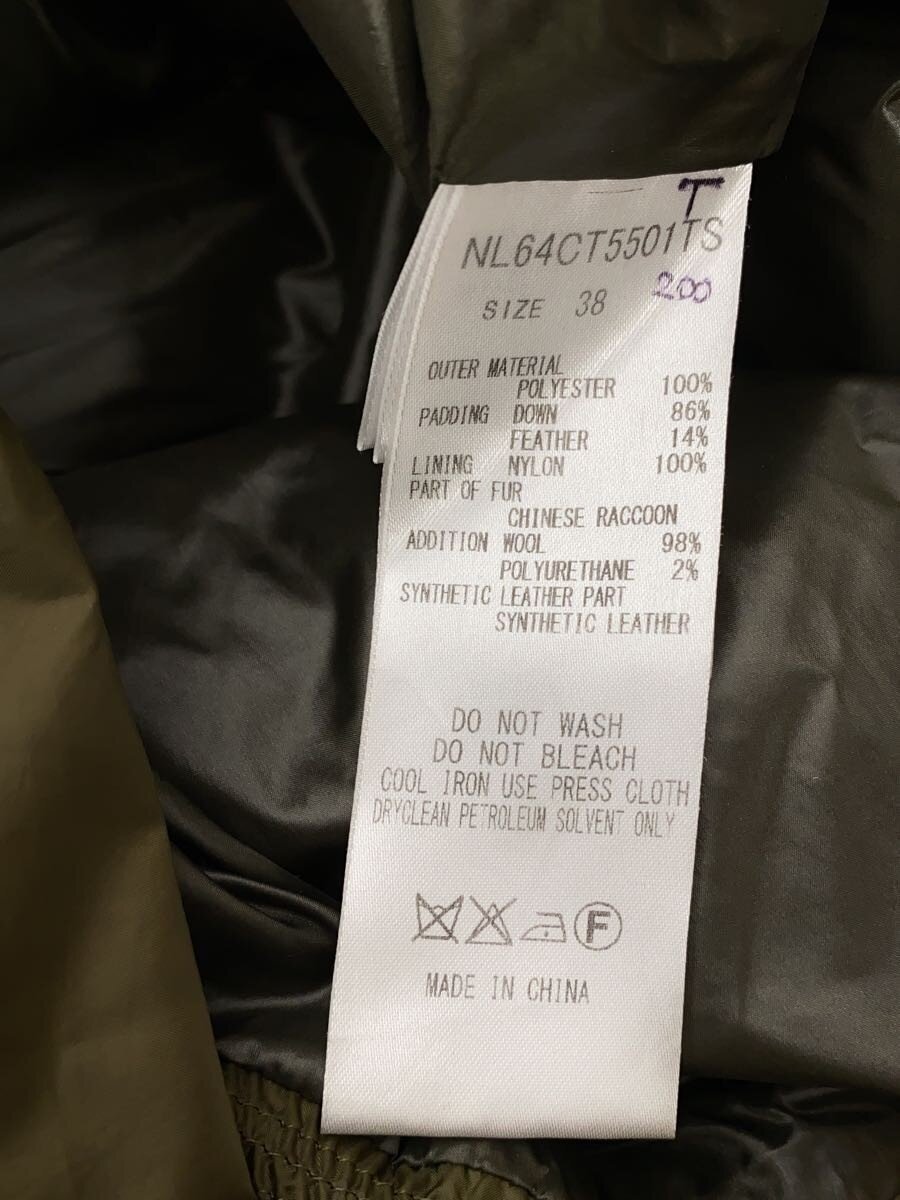 T
NL64CT5501TS
SIZE 38 200
OUTER MATERIAL
POLYESTER 100%
PADDING DOWN 86%
FEATHER 14%
LINING NYLON 100%
PART OF FUR
CHINESE RACCOON
ADDITION WOOL 98%
POLYURETHANE 2%
SYNTHETIC LEATHER PART
SYNTHETIC LEATHER
DO NOT WASH
DO NOT BLEACH
COOL IRON USE PRESS CLOTH
DRYCLEAN PETROLEUM SOLVENT ONLY
F
MADE IN CHINA